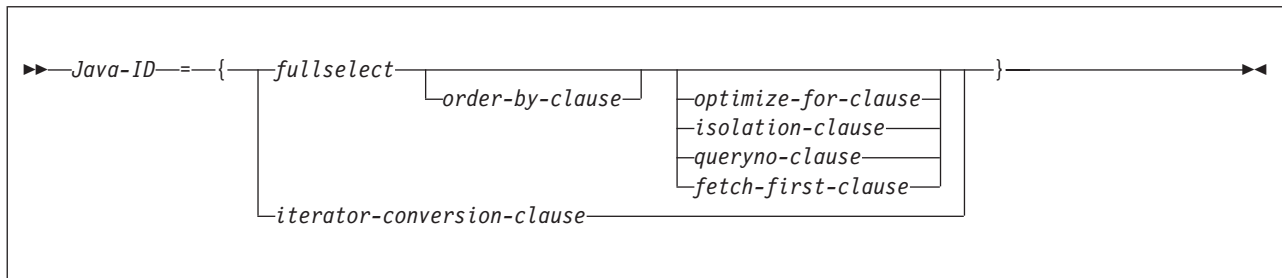 Java-ID = { fullselect }
order-by-clause optimize-for-clause
isolation-clause
queryno-clause
fetch-first-clause
iterator-conversion-clause